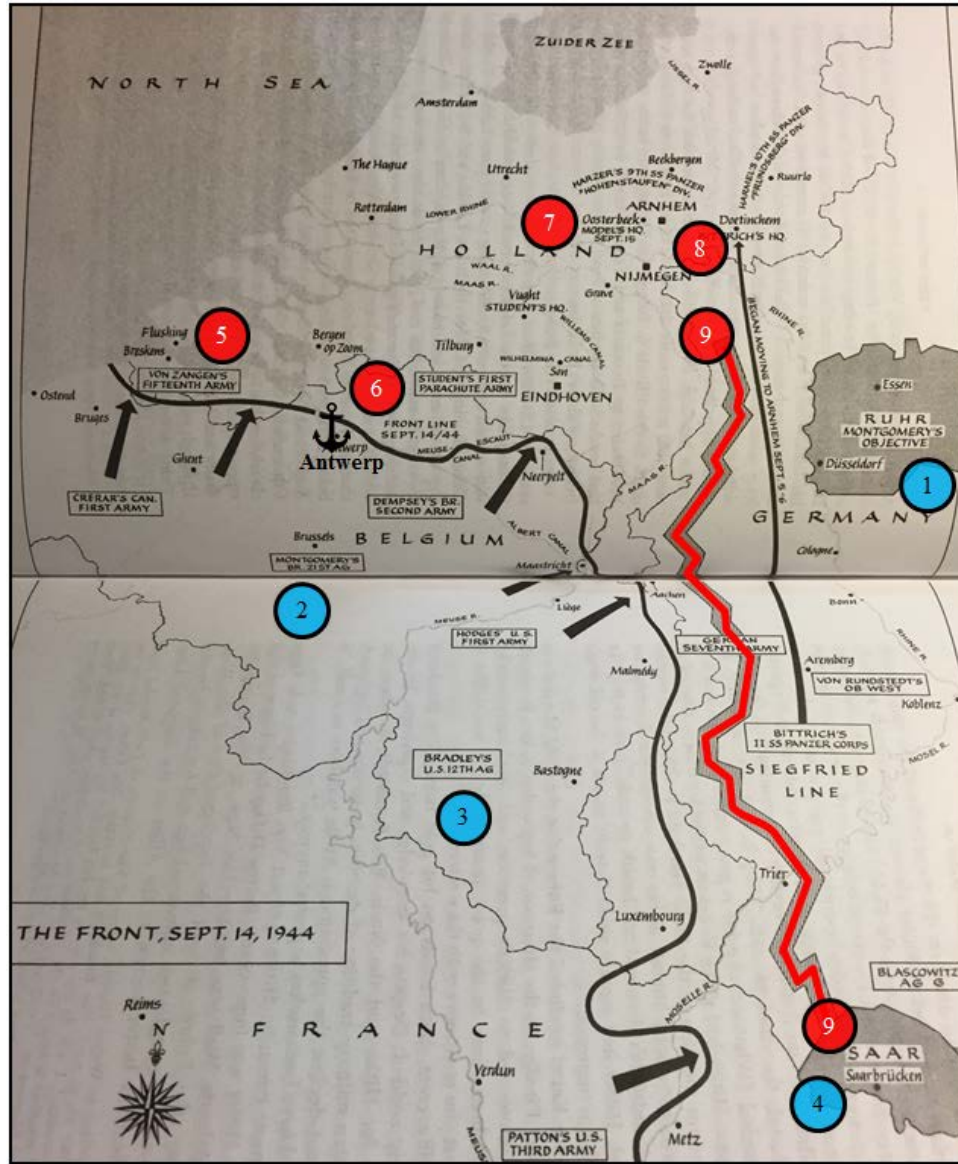 ZUIDER ZEE
NORTH SEA
IJSSEL R.
Zwolle
Amsterdam
The Hague
Utrecht
HARZER'S 9TH SS PANZER
"HOHENSTAUFEN" DIV.
Beekbergen
HARMEL'S 10TH SS PANZER
"FRUNDSBERG" DIV.
Ruurlo
Rotterdam
LOWER RHINE
7
Oosterbeek
MODEL'S HQ.
SEPT. 15
ARNHEM
8
Doetinchem
BITTRICH'S HQ.
HOLLAND
WAAL R.
MAAS R.
NIJMEGEN
Grave
Vught
STUDENT'S HQ.
RHINE R.
BEGAN MOVING TO ARNHEM SEPT. 5-6
5
Flushing
Breskens
Bergen
op Zoom
Tilburg
WILLEMS CANAL
WILHELMINA CANAL
Son
EINDHOVEN
9
VON ZANGEN'S
FIFTEENTH ARMY
6
STUDENT'S FIRST
PARACHUTE ARMY
Essen
RUHR
MONTGOMERY'S
OBJECTIVE
Düsseldorf
1
Ostend
Bruges
Ghent
FRONT LINE
SEPT. 14/44
Antwerp
Antwerp
MEUSE ESCAUT
CANAL
Neerpelt
MAAS R.
CRERAR'S CAN.
FIRST ARMY
DEMPSEY'S BR.
SECOND ARMY
ALBERT CANAL
GERMANY
Brussels
BELGIUM
MONTGOMERY'S
BR. 21ST AG
Maastricht
Cologne
2
MEUSE R.
Liège
Aachen
Bonn
RHINE R.
HODGES' U.S.
FIRST ARMY
GERMAN
SEVENTH ARMY
Malmédy
Aremberg
VON RUNDSTEDT'S
OB WEST
Koblenz
BRADLEY'S
U.S. 12TH AG
Bastogne
BITTRICH'S
II SS PANZER CORPS
MOSEL R.
SIEGFRIED
LINE
3
Trier
THE FRONT, SEPT. 14, 1944
Luxembourg
BLASCOWITZ
AG G
Reims
N
FRANCE
MOSELLE R.
9
SAAR
Saarbrücken
4
Verdun
MEUS
PATTON'S U.S.
THIRD ARMY
Metz